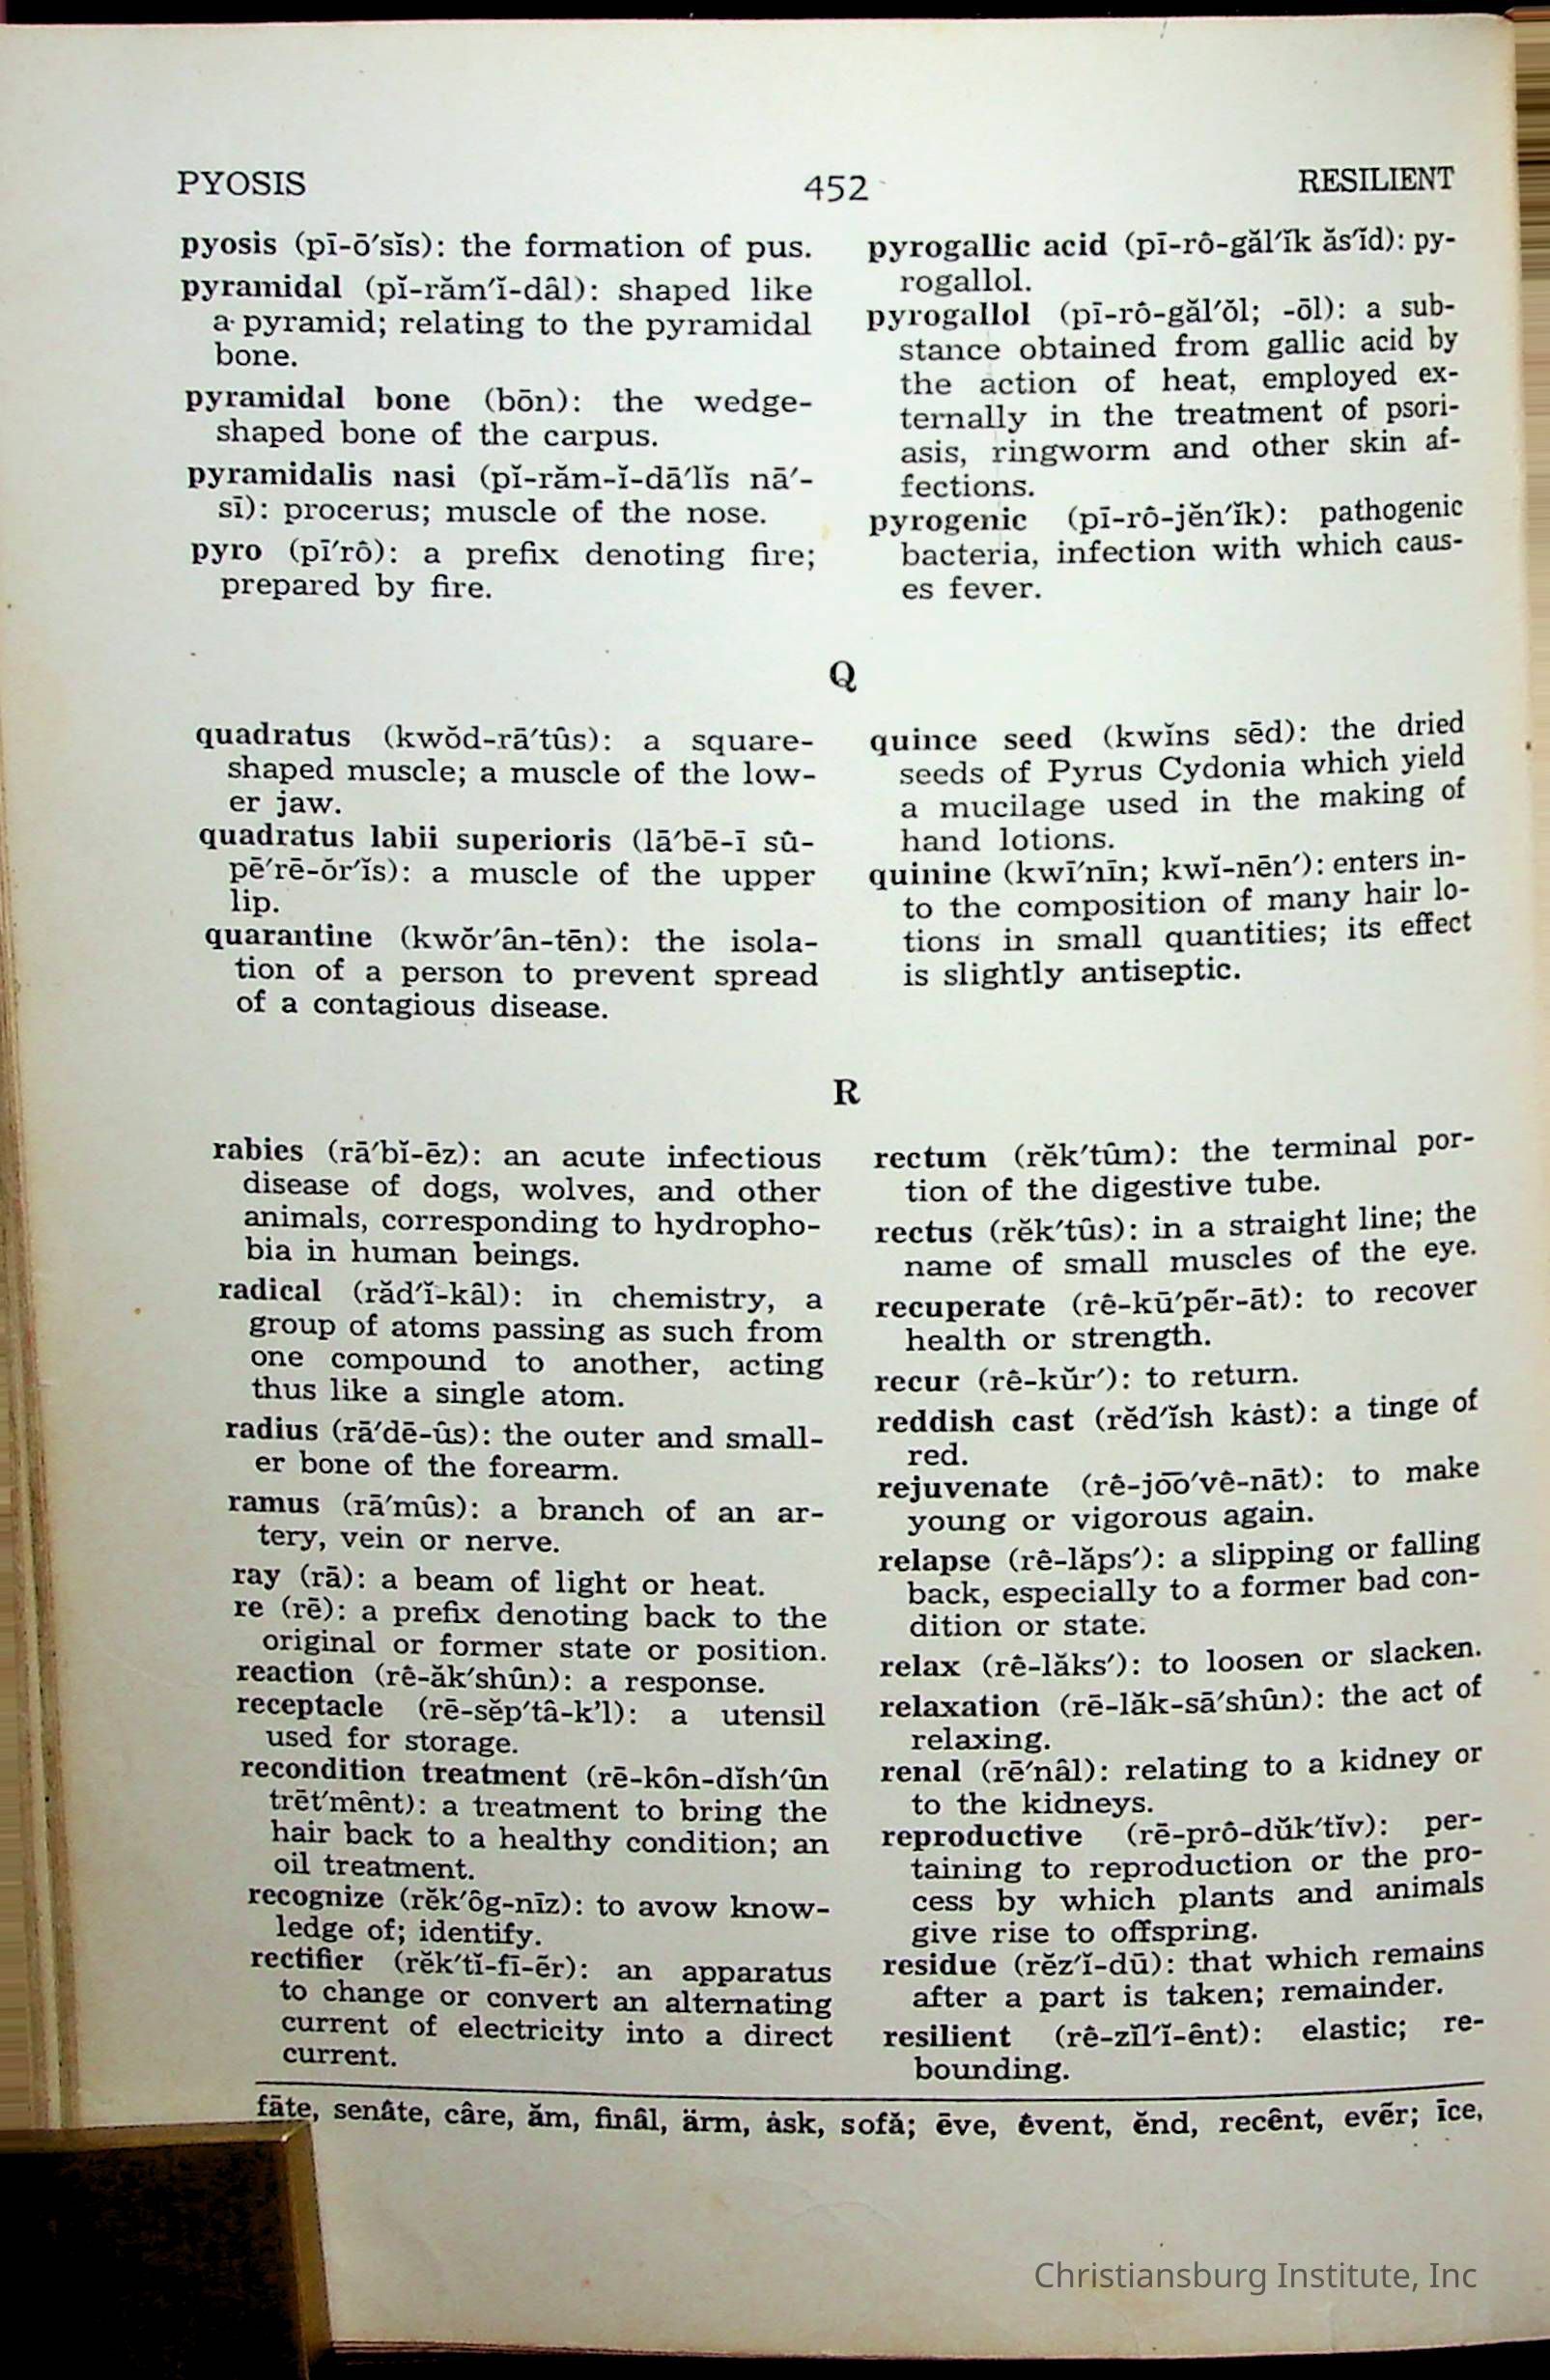 PYOSIS 452 RESILIENT
pyosis (pī-ō′sĭs): the formation of pus.
pyramidal (pĭ-răm′ĭ-dâl): shaped like
a pyramid; relating to the pyramidal
bone.
pyramidal bone (bōn): the wedge-
shaped bone of the carpus.
pyramidalis nasi (pĭ-răm-ĭ-dā′lĭs nā′-
sī): procerus; muscle of the nose.
pyro (pī′rô): a prefix denoting fire;
prepared by fire.
pyrogallic acid (pī-rô-găl′ĭk ăs′ĭd): py-
rogallol.
pyrogallol (pī-rô-găl′ŏl; -ōl): a sub-
stance obtained from gallic acid by
the action of heat, employed ex-
ternally in the treatment of psori-
asis, ringworm and other skin af-
fections.
pyrogenic (pī-rô-jĕn′ĭk): pathogenic
bacteria, infection with which caus-
es fever.
Q
quadratus (kwŏd-rā′tûs): a square-
shaped muscle; a muscle of the low-
er jaw.
quadratus labii superioris (lā′bē-ī sû-
pē′rē-ŏr′ĭs): a muscle of the upper
lip.
quarantine (kwŏr′ân-tēn): the isola-
tion of a person to prevent spread
of a contagious disease.
quince seed (kwĭns sēd): the dried
seeds of Pyrus Cydonia which yield
a mucilage used in the making of
hand lotions.
quinine (kwī′nīn; kwĭ-nēn′): enters in-
to the composition of many hair lo-
tions in small quantities; its effect
is slightly antiseptic.
R
rabies (rā′bĭ-ēz): an acute infectious
disease of dogs, wolves, and other
animals, corresponding to hydropho-
bia in human beings.
radical (răd′ĭ-kâl): in chemistry, a
group of atoms passing as such from
one compound to another, acting
thus like a single atom.
radius (rā′dē-ûs): the outer and small-
er bone of the forearm.
ramus (rā′mûs): a branch of an ar-
tery, vein or nerve.
ray (rā): a beam of light or heat.
re (rē): a prefix denoting back to the
original or former state or position.
reaction (rê-ăk′shûn): a response.
receptacle (rē-sĕp′tâ-k’l): a utensil
used for storage.
recondition treatment (rē-kôn-dĭsh′ûn
trēt′mênt): a treatment to bring the
hair back to a healthy condition; an
oil treatment.
recognize (rĕk′ôg-nīz): to avow know-
ledge of; identify.
rectifier (rĕk′tĭ-fī-ẽr): an apparatus
to change or convert an alternating
current of electricity into a direct
current.
rectum (rĕk′tûm): the terminal por-
tion of the digestive tube.
rectus (rĕk′tûs): in a straight line; the
name of small muscles of the eye.
recuperate (rê-kū′pẽr-āt): to recover
health or strength.
recur (rê-kŭr′): to return.
reddish cast (rĕd′ĭsh kȧst): a tinge of
red.
rejuvenate (rê-jo͞o′vê-nāt): to make
young or vigorous again.
relapse (rê-lăps′): a slipping or falling
back, especially to a former bad con-
dition or state.
relax (rê-lăks′): to loosen or slacken.
relaxation (rē-lăk-sā′shûn): the act of
relaxing.
renal (rē′nâl): relating to a kidney or
to the kidneys.
reproductive (rē-prô-dŭk′tĭv): per-
taining to reproduction or the pro-
cess by which plants and animals
give rise to offspring.
residue (rĕz′ĭ-dū): that which remains
after a part is taken; remainder.
resilient (rê-zĭl′ĭ-ênt): elastic; re-
bounding.
fāte, senâte, câre, ăm, finâl, ärm, ȧsk, sofă; ēve, êvent, ĕnd, recênt, evẽr; īce,
Christiansburg Institute, Inc